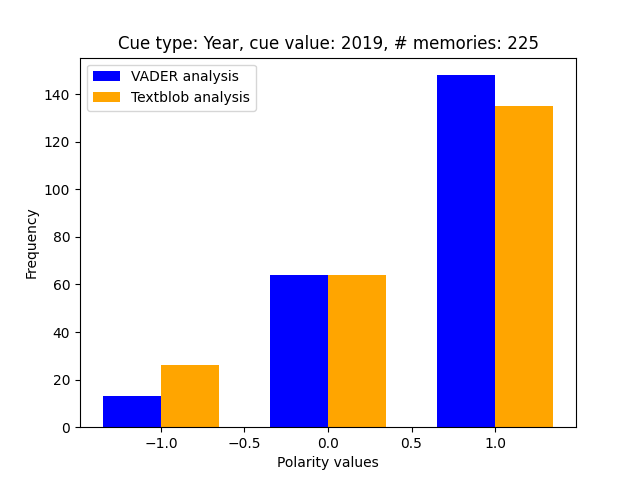 Cue type: Year, cue value: 2019, # memories: 225
VADER analysis
Textblob analysis
Frequency
140
120
100
80
60
40
20
0
−1.0 −0.5 0.0 0.5 1.0
Polarity values